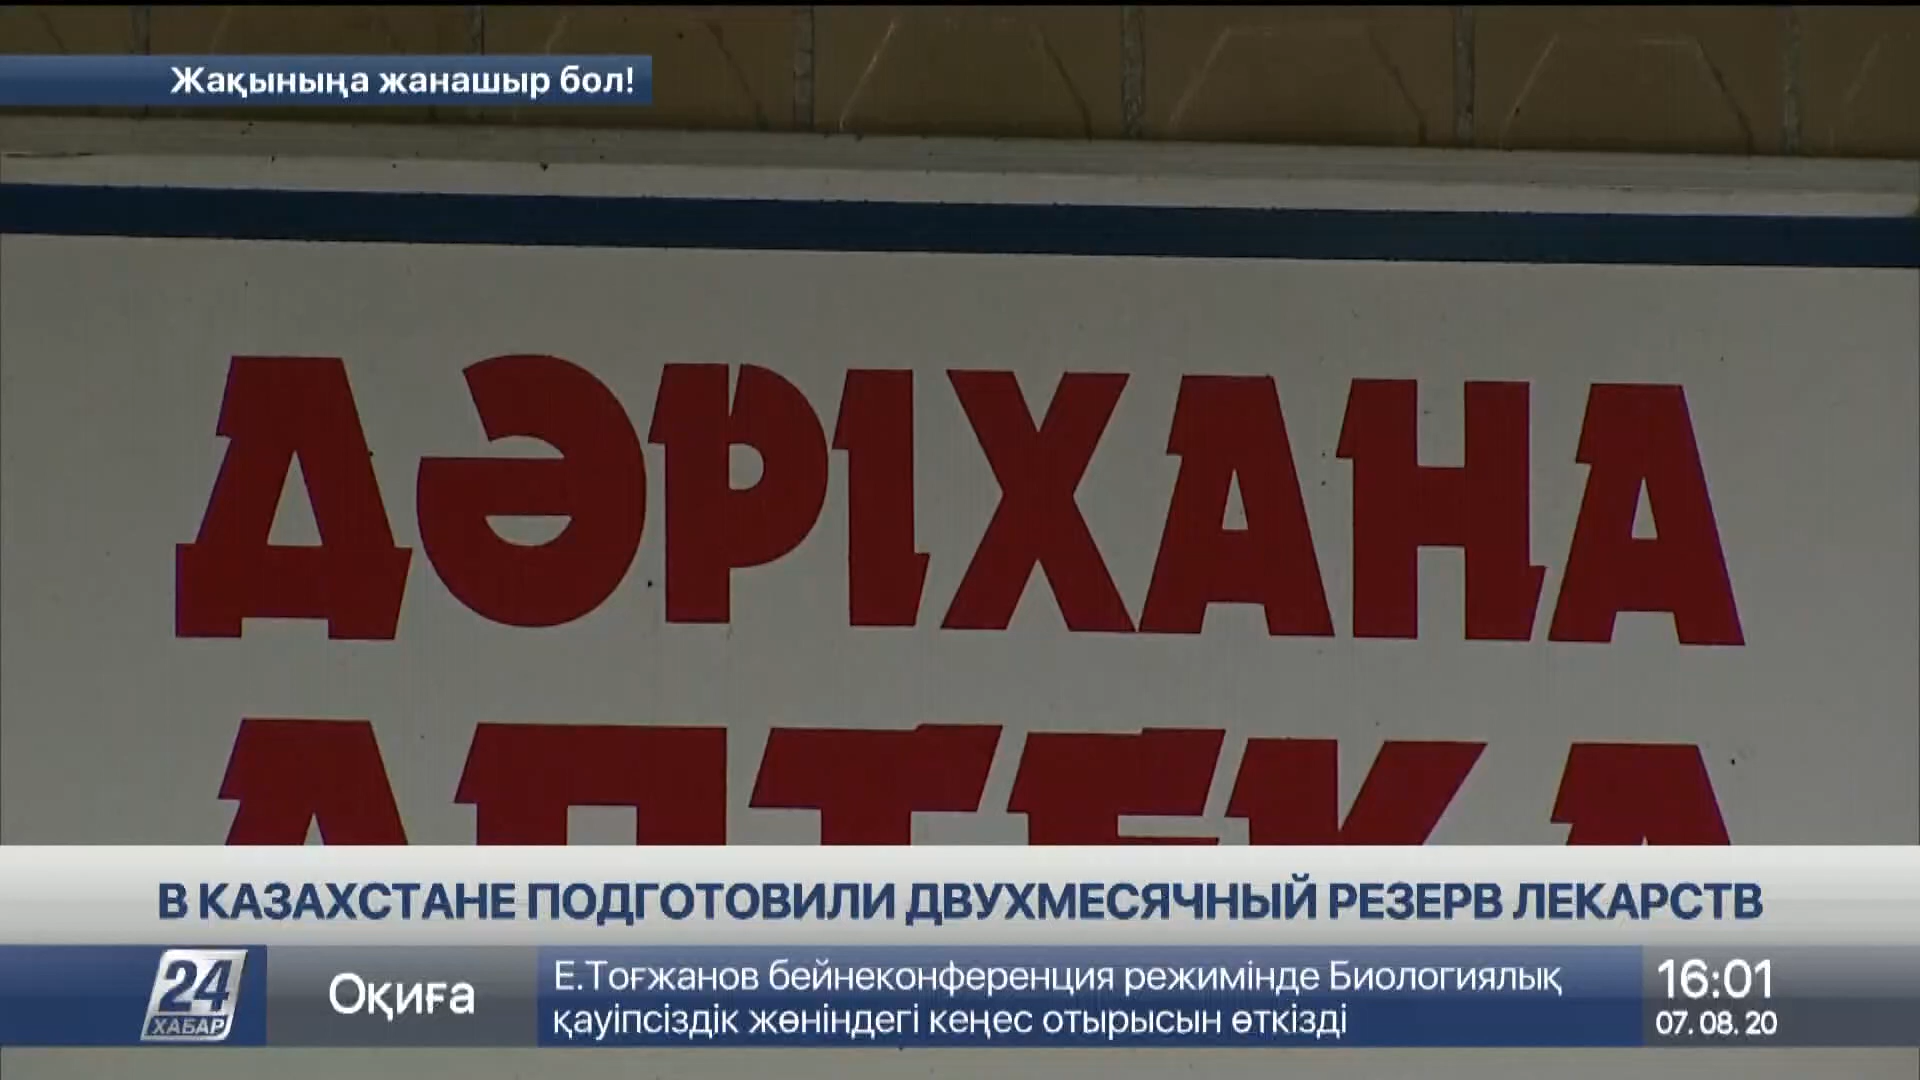 Жақыныңа жанашыр бол!
ДӘРІХАНА
АПТЕКА
В КАЗАХСТАНЕ ПОДГОТОВИЛИ ДВУХМЕСЯЧНЫЙ РЕЗЕРВ ЛЕКАРСТВ
24
ХАБАР
Оқиға
Е.Тоғжанов бейнеконференция режимінде Биологиялық
қауіпсіздік жөніндегі кеңес отырысын өткізді
16:01
07. 08. 20